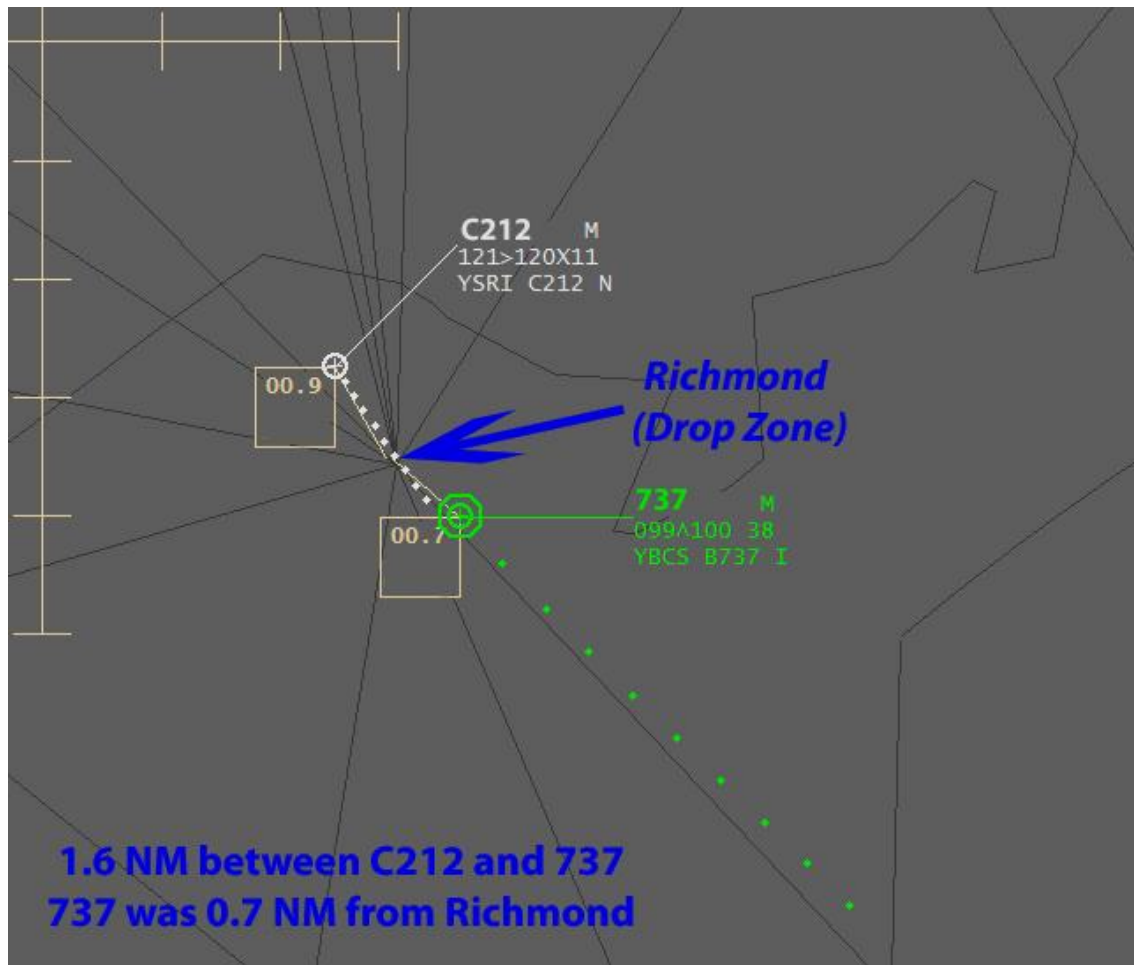 C212 M
121>120X11
YSRI C212 N
00.9
Richmond
(Drop Zone)
737 M
099^100 38
YBCS B737 I
00.7
1.6 NM between C212 and 737
737 was 0.7 NM from Richmond